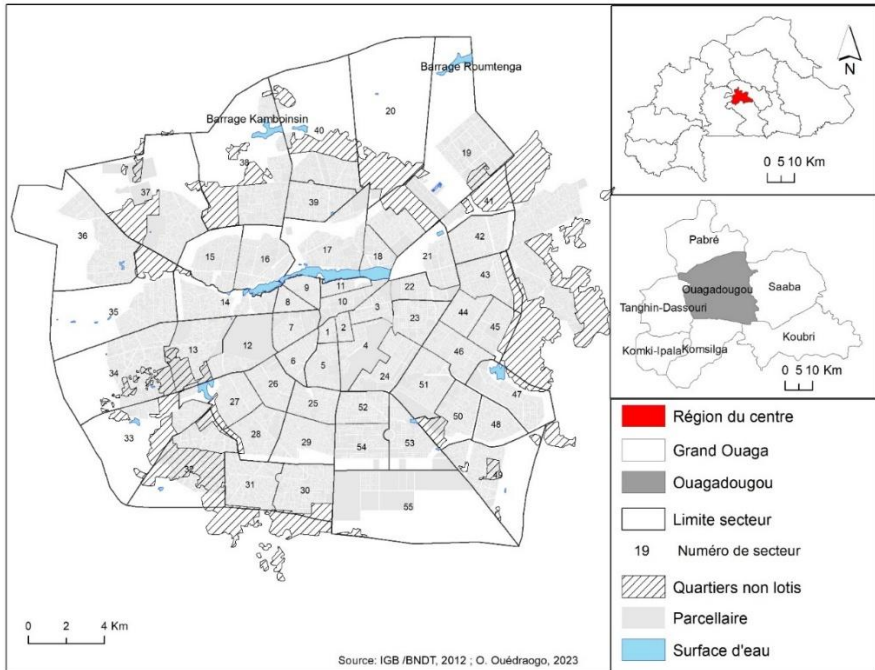 Barrage Roumtenga
20
Barrage Kamboinsin
40
19
38
37
41
39
36
42
17
18
21
15
16
43
9
11
22
35
14
8
10
3
7
1
2
23
44
45
13
12
4
46
6
5
24
34
26
51
47
27
25
52
50
48
33
28
29
54
53
32
49
31
30
55
0 2 4 Km
Source: IGB /BNDT, 2012 ; O. Ouédraogo, 2023
N
0 5 10 Km
Pabré
Ouagadougou
Saaba
Tanghin-Dassouri
Koubri
Komki-Ipala
Komsilga
0 5 10 Km
Région du centre
Grand Ouaga
Ouagadougou
Limite secteur
19 Numéro de secteur
Quartiers non lotis
Parcellaire
Surface d'eau